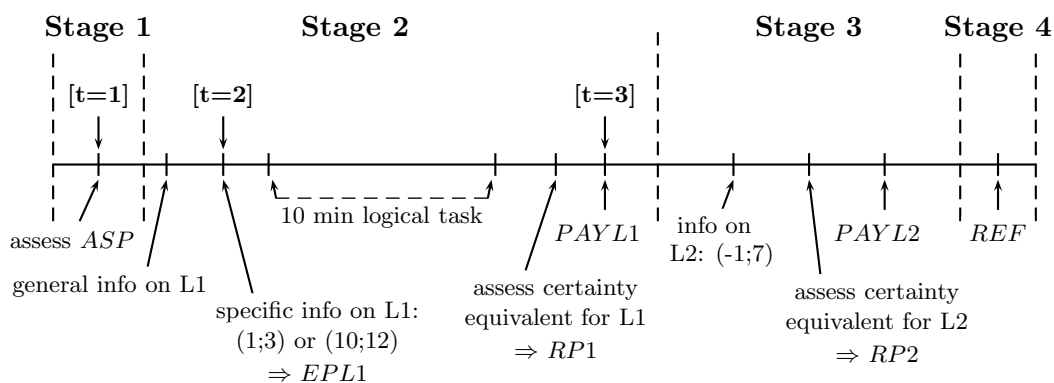 Stage 1
Stage 2
Stage 3
Stage 4
[t=1]
[t=2]
[t=3]
assess ASP
general info on L1
specific info on L1:
(1;3) or (10;12)
⇒ EPL1
10 min logical task
assess certainty
equivalent for L1
⇒ RP1
PAYL1
info on
L2: (-1;7)
assess certainty
equivalent for L2
⇒ RP2
PAYL2
REF